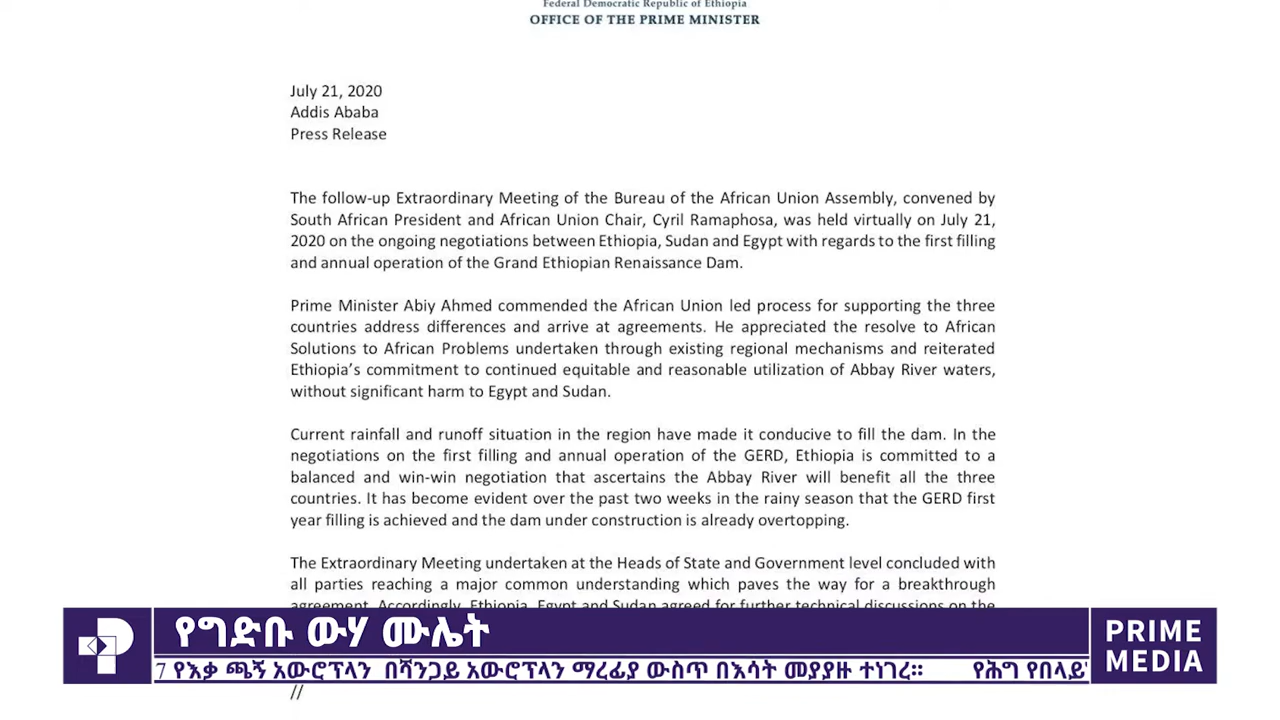 Federal Democratic Republic of Ethiopia
OFFICE OF THE PRIME MINISTER
July 21, 2020
Addis Ababa
Press Release
The follow-up Extraordinary Meeting of the Bureau of the African Union Assembly, convened by
South African President and African Union Chair, Cyril Ramaphosa, was held virtually on July 21,
2020 on the ongoing negotiations between Ethiopia, Sudan and Egypt with regards to the first filling
and annual operation of the Grand Ethiopian Renaissance Dam.
Prime Minister Abiy Ahmed commended the African Union led process for supporting the three
countries address differences and arrive at agreements. He appreciated the resolve to African
Solutions to African Problems undertaken through existing regional mechanisms and reiterated
Ethiopia’s commitment to continued equitable and reasonable utilization of Abbay River waters,
without significant harm to Egypt and Sudan.
Current rainfall and runoff situation in the region have made it conducive to fill the dam. In the
negotiations on the first filling and annual operation of the GERD, Ethiopia is committed to a
balanced and win-win negotiation that ascertains the Abbay River will benefit all the three
countries. It has become evident over the past two weeks in the rainy season that the GERD first
year filling is achieved and the dam under construction is already overtopping.
The Extraordinary Meeting undertaken at the Heads of State and Government level concluded with
all parties reaching a major common understanding which paves the way for a breakthrough
agreement. Accordingly, Ethiopia, Egypt and Sudan agreed for further technical discussions on the
የግድቡ ውሃ ሙሌት
7 የእቃ ጫኝ አውሮፕላን በሻንጋይ አውሮፕላን ማረፊያ ውስጥ በእሳት መያያዙ ተነገረ። የሕግ የበላይ
PRIME
MEDIA
//